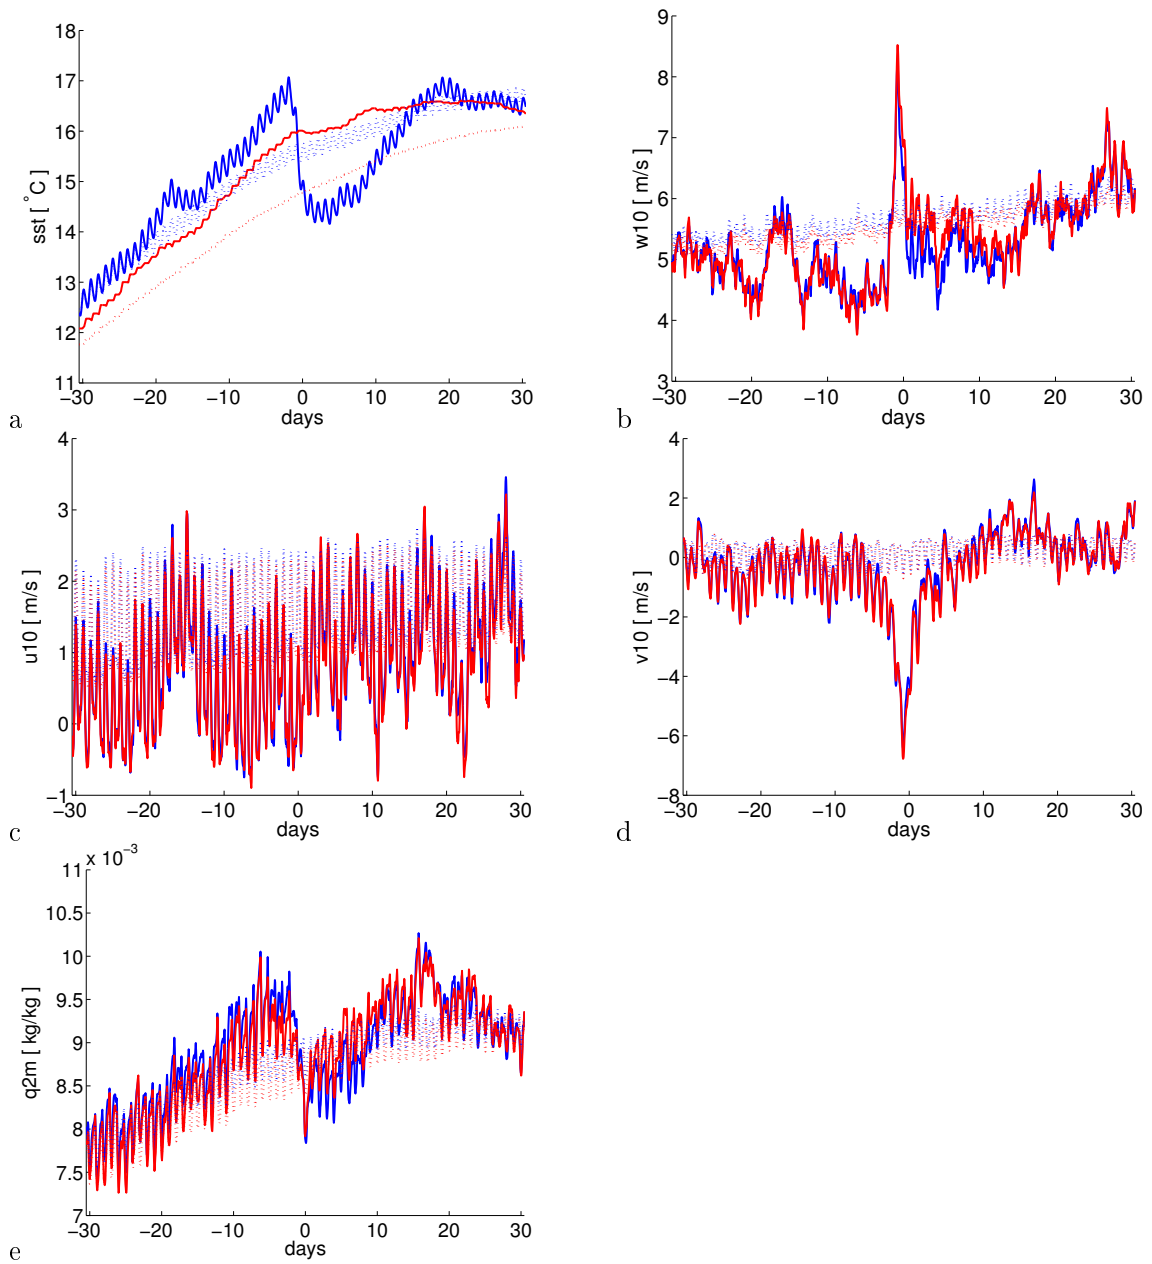 18
17
16
15
14
13
12
11
sst [ °C ]
−30 −20 −10 0 10 20 30
days
a
9
8
7
6
5
4
3
w10 [ m/s ]
−30 −20 −10 0 10 20 30
days
b
4
3
2
1
0
−1
u10 [ m/s ]
−30 −20 −10 0 10 20 30
days
c
2
0
−2
−4
−6
−8
v10 [ m/s ]
−30 −20 −10 0 10 20 30
days
d
x 10−3
11
10.5
10
9.5
9
8.5
8
7.5
7
q2m [ kg/kg ]
−30 −20 −10 0 10 20 30
days
e